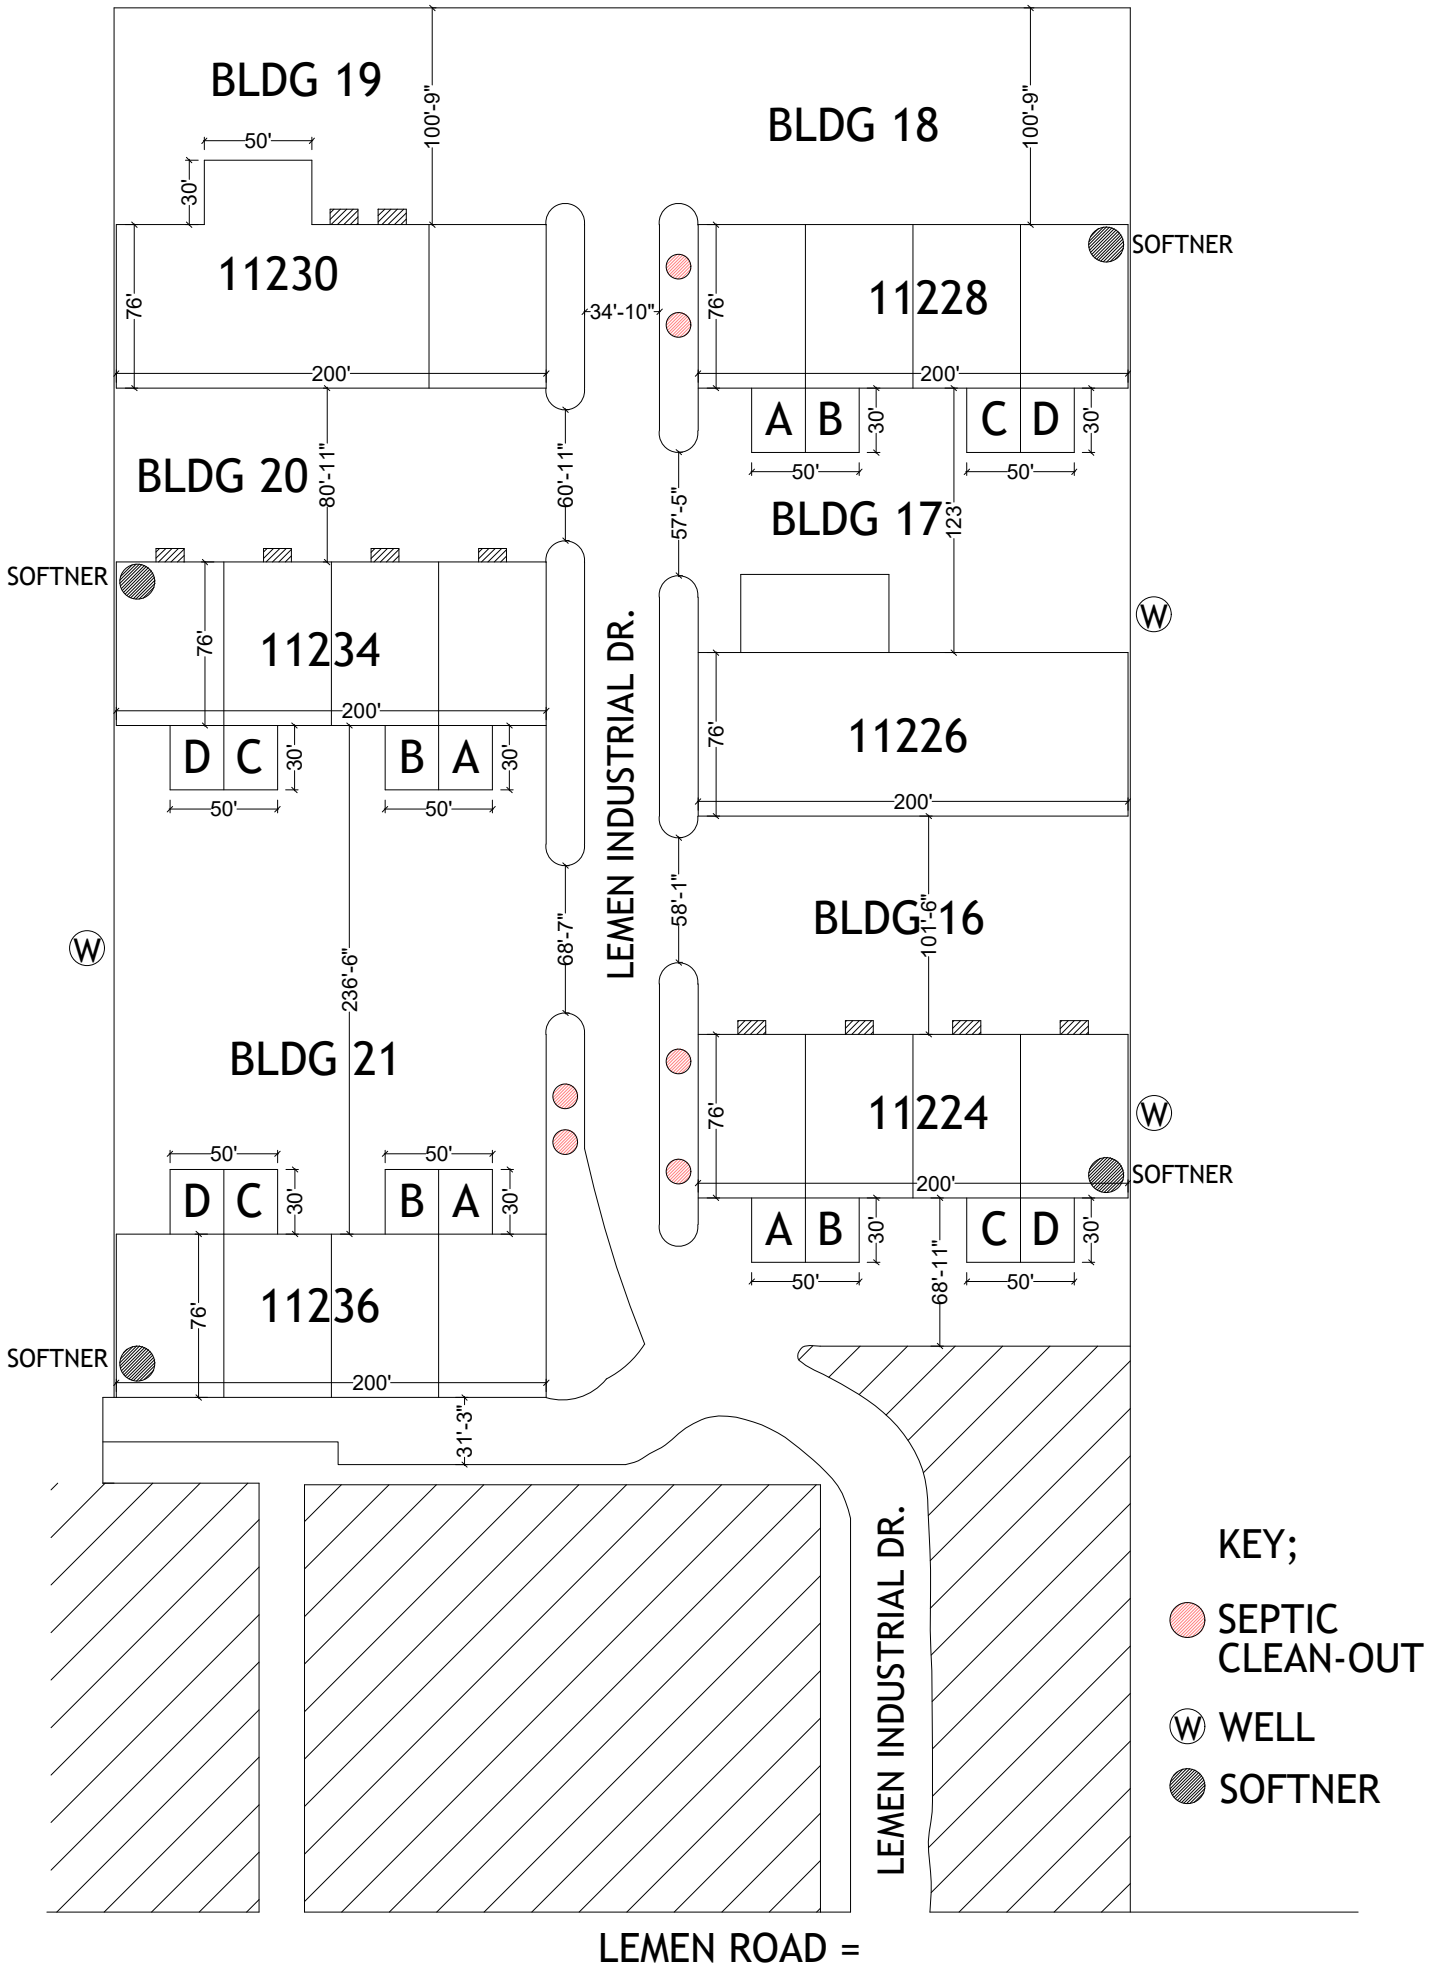 BLDG 19
100'-9"
50'
30'
BLDG 18
100'-9"
11230
76'
200'
34'-10"
SOFTNER
11228
76'
200'
A B
30'
50'
C D
30'
50'
BLDG 20
80'-11"
60'-11"
57'-5"
BLDG 17
123'
SOFTNER
11234
76'
200'
D C
30'
50'
B A
30'
50'
LEMEN INDUSTRIAL DR.
W
11226
76'
200'
W
236'-6"
68'-7"
58'-1"
BLDG 16
101'-6"
BLDG 21
11224
76'
200'
W
SOFTNER
50'
D C
30'
50'
B A
30'
A B
30'
50'
C D
30'
50'
68'-11"
11236
76'
200'
SOFTNER
31'-3"
LEMEN INDUSTRIAL DR.
KEY;
SEPTIC
CLEAN-OUT
W WELL
SOFTNER
LEMEN ROAD =